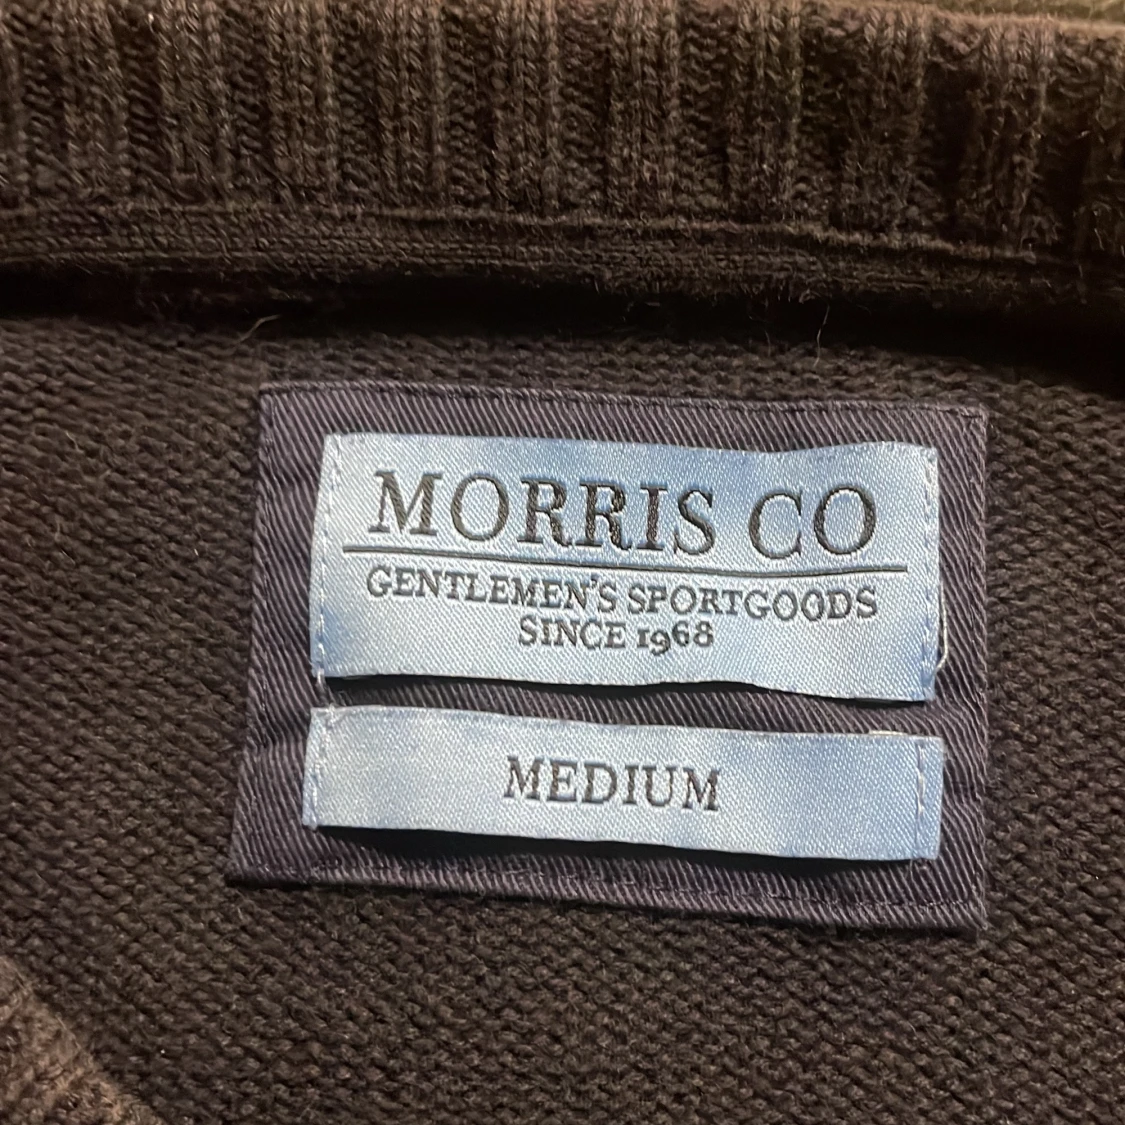 MORRIS CO
GENTLEMEN'S SPORTGOODS
SINCE 1968
MEDIUM